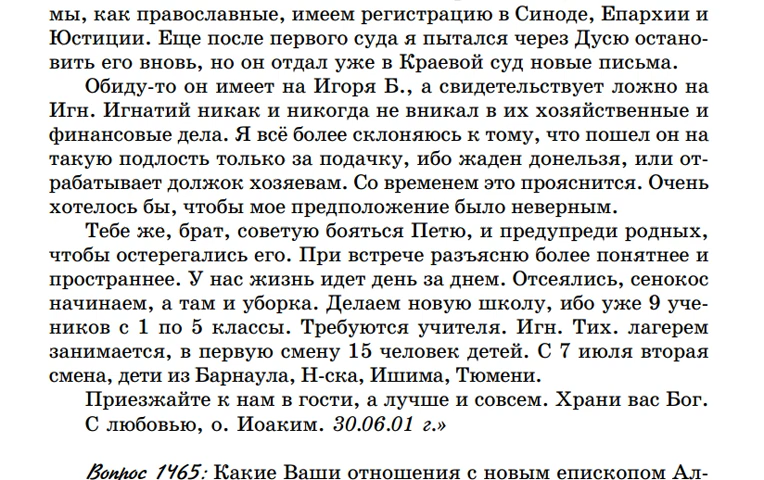 мы, как православные, имеем регистрацию в Синоде, Епархии и
Юстиции. Еще после первого суда я пытался через Дусю остано-
вить его вновь, но он отдал уже в Краевой суд новые письма.
Обиду-то он имеет на Игоря Б., а свидетельствует ложно на
Игн. Игнатий никак и никогда не вникал в их хозяйственные и
финансовые дела. Я всё более склоняюсь к тому, что пошел он на
такую подлость только за подачку, ибо жаден донельзя, или от-
рабатывает должок хозяевам. Со временем это прояснится. Очень
хотелось бы, чтобы мое предположение было неверным.
Тебе же, брат, советую бояться Петю, и предупреди родных,
чтобы остерегались его. При встрече разъясню более понятнее и
пространнее. У нас жизнь идет день за днем. Отсеялись, сенокос
начинаем, а там и уборка. Делаем новую школу, ибо уже 9 уче-
ников с 1 по 5 классы. Требуются учителя. Игн. Тих. лагерем
занимается, в первую смену 15 человек детей. С 7 июля вторая
смена, дети из Барнаула, Н-ска, Ишима, Тюмени.
Приезжайте к нам в гости, а лучше и совсем. Храни вас Бог.
С любовью, о. Иоаким. 30.06.01 г.»
Вопрос 1465: Какие Ваши отношения с новым епископом Ал-